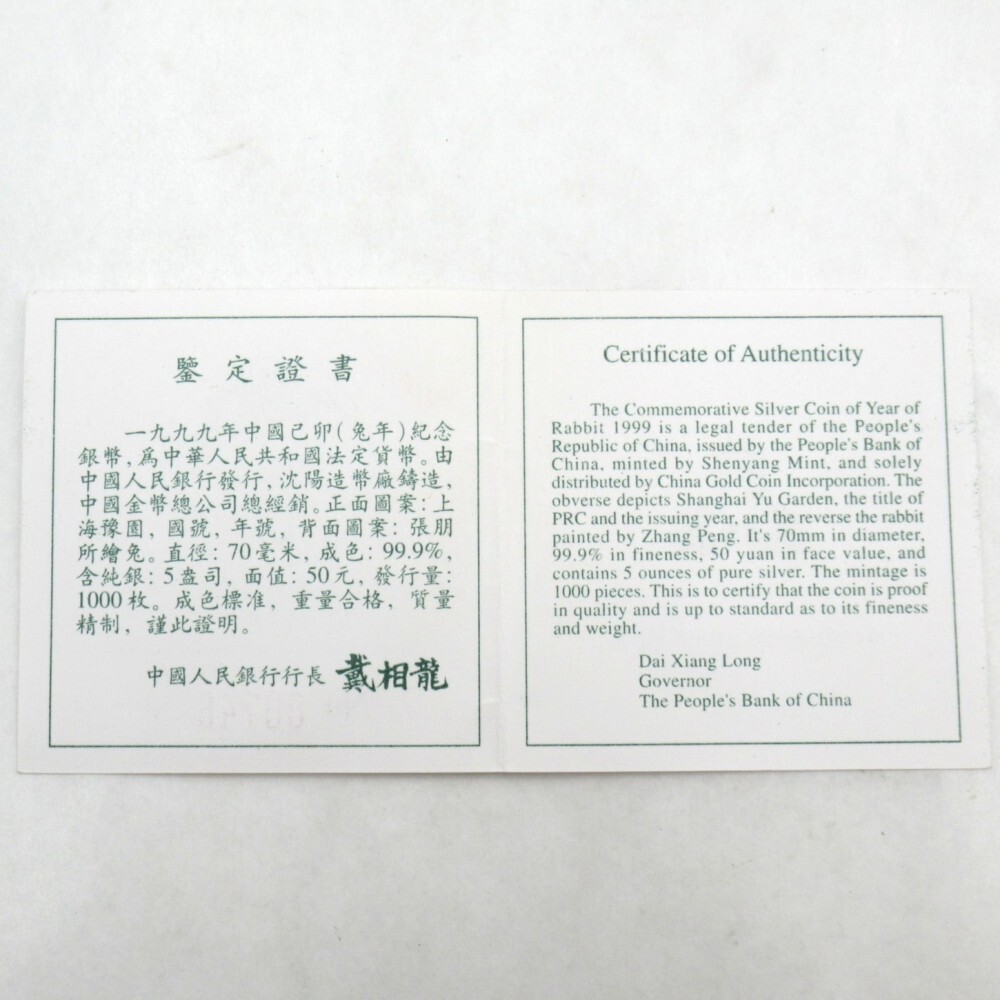 鑒定證書
一九九九年中國己卯(兔年)紀念
銀幣，爲中華人民共和國法定貨幣。由
中國人民銀行發行，沈陽造幣廠鑄造，
中國金幣總公司總經銷。正面圖案：上
海豫園，國號，年號，背面圖案：張朋
所繪兔。直徑：70毫米，成色：99.9%，
含純銀：5盎司，面值：50元，發行量：
1000枚。成色標准，重量合格，質量
精制，謹此證明。
中國人民銀行行長 戴相龍
Certificate of Authenticity
The Commemorative Silver Coin of Year of
Rabbit 1999 is a legal tender of the People's
Republic of China, issued by the People's Bank of
China, minted by Shenyang Mint, and solely
distributed by China Gold Coin Incorporation. The
obverse depicts Shanghai Yu Garden, the title of
PRC and the issuing year, and the reverse the rabbit
painted by Zhang Peng. It's 70mm in diameter,
99.9% in fineness, 50 yuan in face value, and
contains 5 ounces of pure silver. The mintage is
1000 pieces. This is to certify that the coin is proof
in quality and is up to standard as to its fineness
and weight.
Dai Xiang Long
Governor
The People's Bank of China